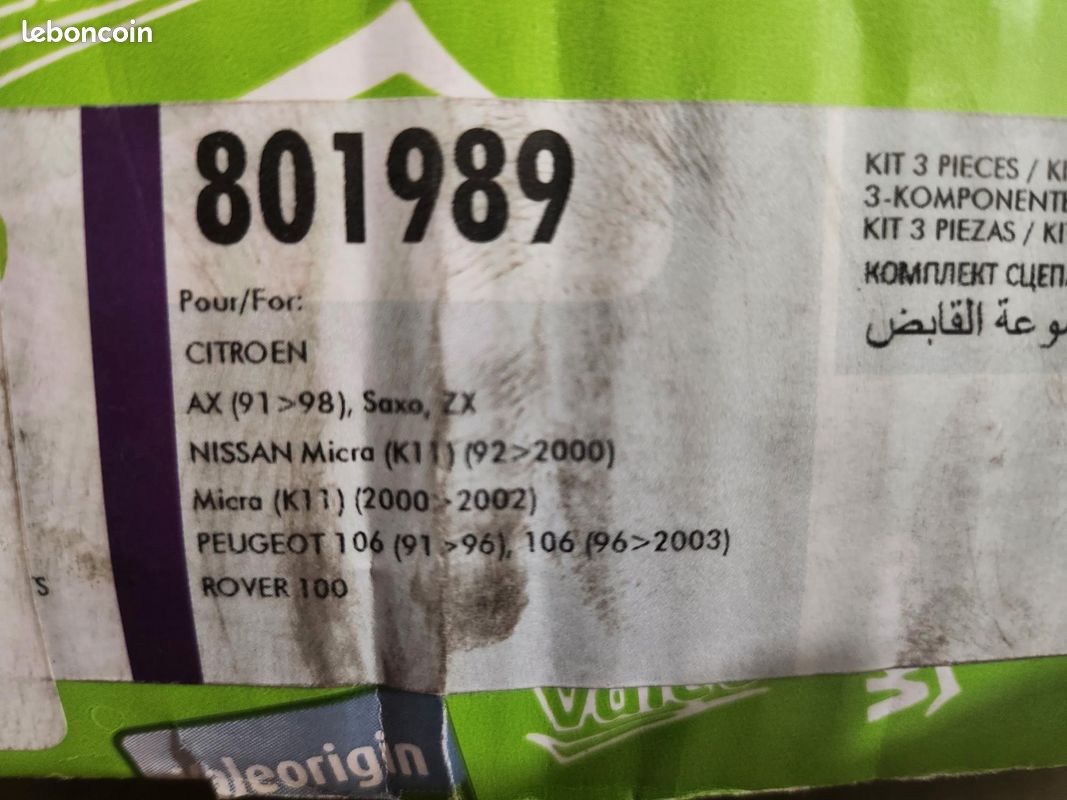 leboncoin
801989
Pour/For:
CITROEN
AX (91>98), Saxo, ZX
NISSAN Micra (K11) (92>2000)
Micra (K11) (2000>2002)
PEUGEOT 106 (91>96), 106 (96>2003)
ROVER 100
KIT 3 PIECES / KI
3-KOMPONENTE
KIT 3 PIEZAS / KI
КОМПЛЕКТ СЦЕП
القابض